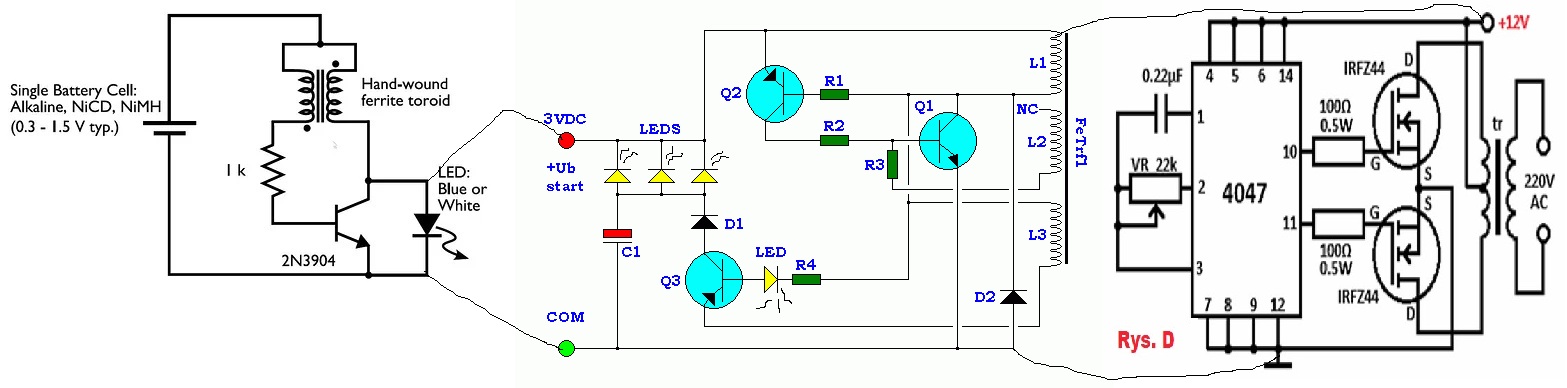 Single Battery Cell:
Alkaline, NiCD, NiMH
(0.3 - 1.5 V typ.)
Hand-wound
ferrite toroid
1 k
2N3904
LED:
Blue or
White
3VDC
+Ub
start
COM
LEDS
C1
D1
Q3
LED
R4
Q2
R1
R2
R3
Q1
D2
NC
L1
L2
L3
FeTrf1
+12V
0.22µF
4
5
6
14
1
VR 22k
2
3
4047
10
11
7
8
9
12
100Ω
0.5W
100Ω
0.5W
IRFZ44
D
G
S
S
G
D
IRFZ44
tr
220V
AC
Rys. D